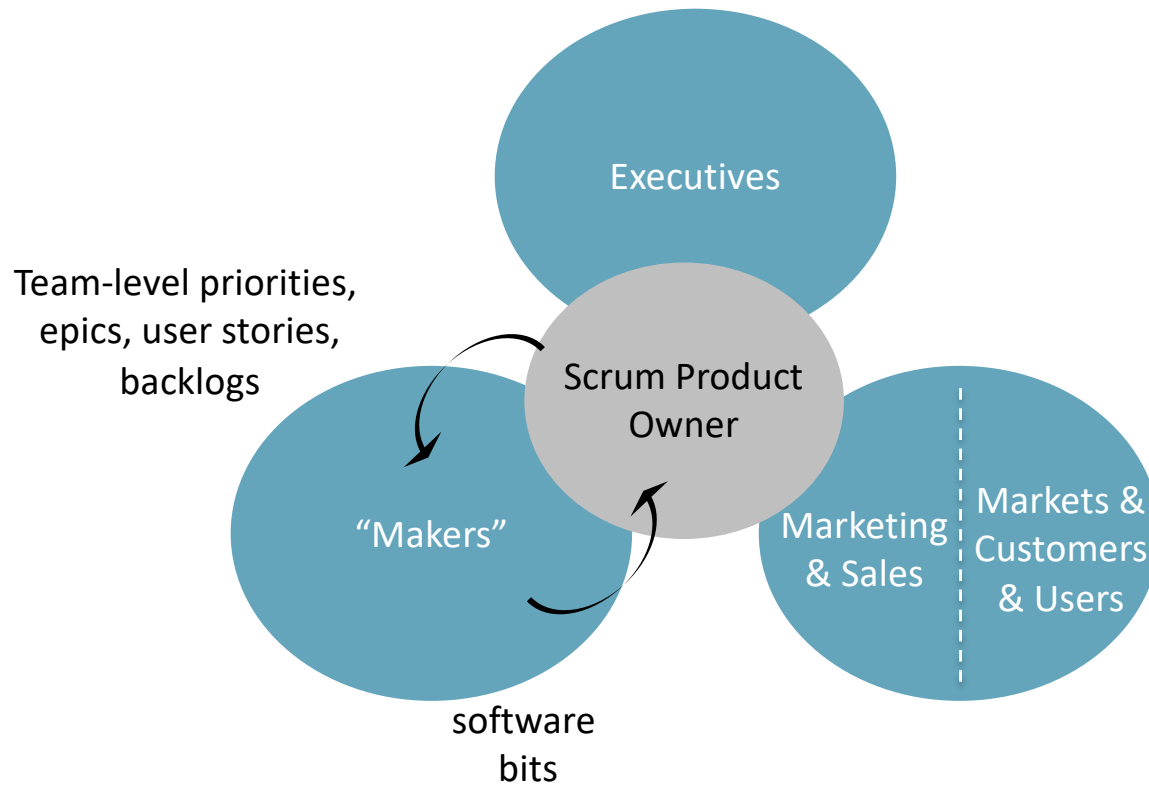 Executives
Team-level priorities,
epics, user stories,
backlogs
Scrum Product
Owner
“Makers”
Marketing
& Sales
Markets &
Customers
& Users
software
bits